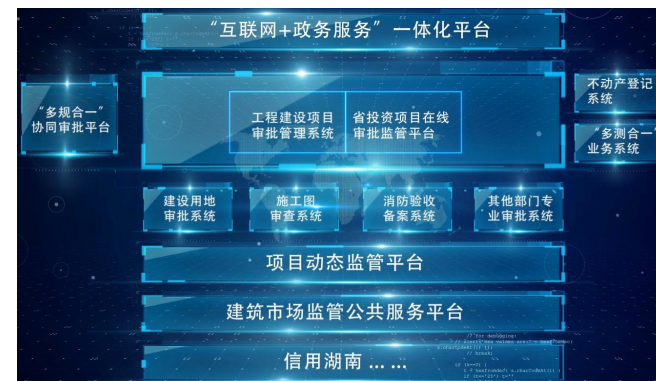 “互联网+政务服务”一体化平台
“多规合一”
协同审批平台
工程建设项目
审批管理系统
省投资项目在线
审批监管平台
不动产登记
系统
“多测合一”
业务系统
建设用地
审批系统
施工图
审查系统
消防验收
备案系统
其他部门专
业审批系统
项目动态监管平台
建筑市场监管公共服务平台
信用湖南 ... ...